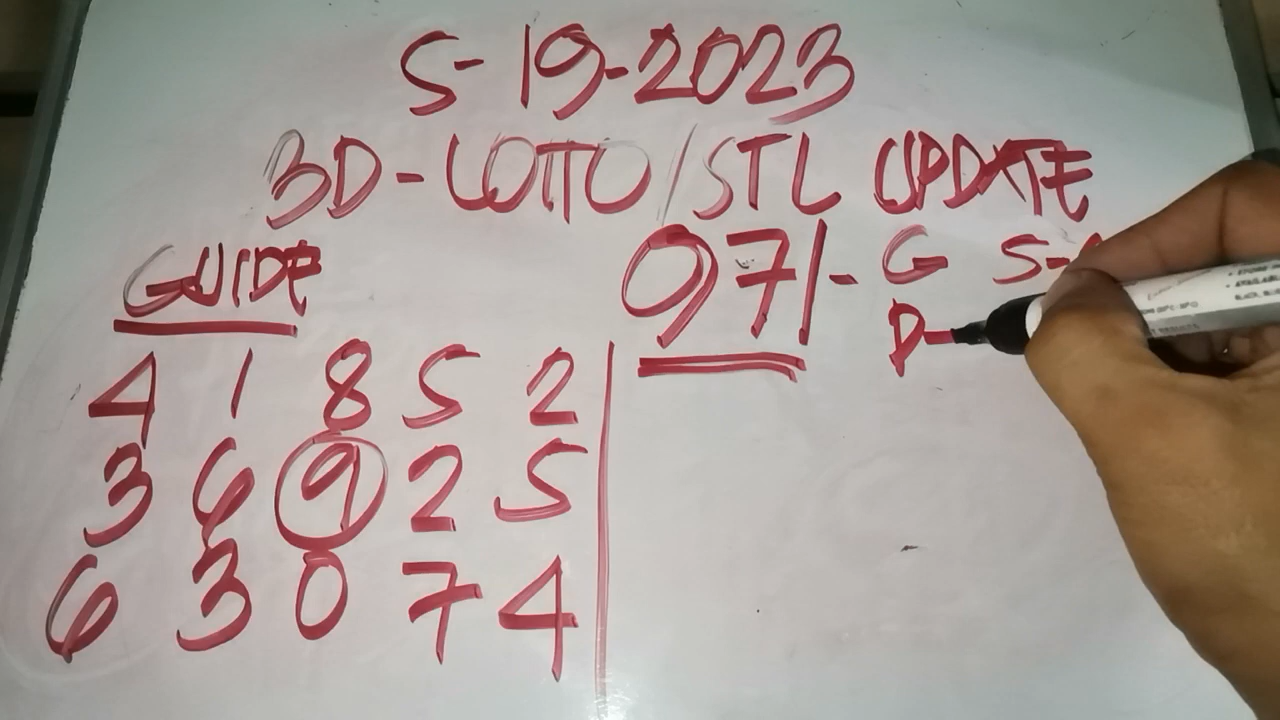 5-19-2023
3D-LOTTO/STL UPDATE
GUIDE
971- G S-
D-
4 1 8 5 2
3 6 9 2 5
6 3 0 7 4